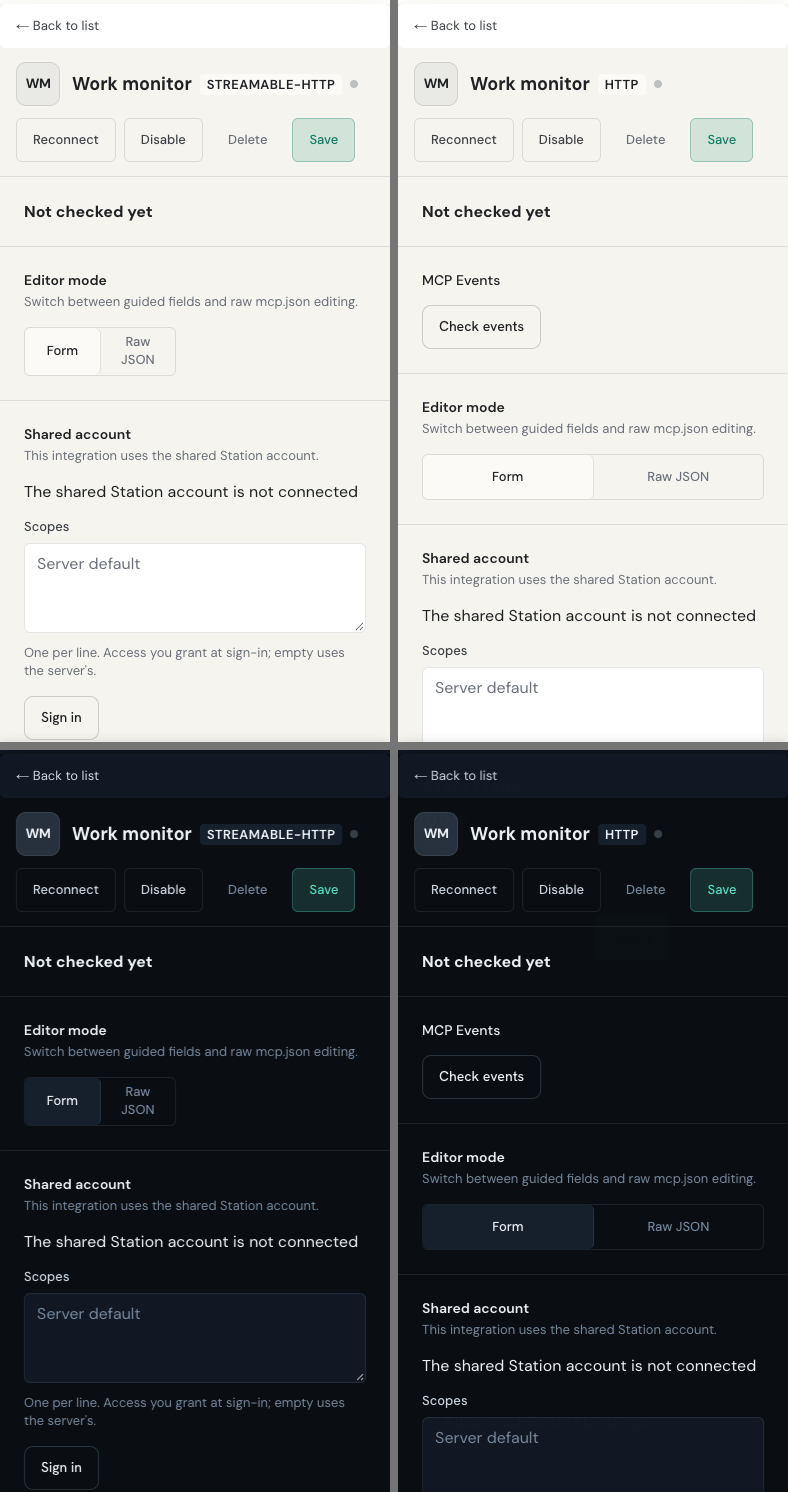 ← Back to list
WM Work monitor STREAMABLE-HTTP
Reconnect Disable Delete Save
Not checked yet
Editor mode
Switch between guided fields and raw mcp.json editing.
Form Raw JSON
Shared account
This integration uses the shared Station account.
The shared Station account is not connected
Scopes
Server default
One per line. Access you grant at sign-in; empty uses
the server's.
Sign in
← Back to list
WM Work monitor HTTP
Reconnect Disable Delete Save
Not checked yet
MCP Events
Check events
Editor mode
Switch between guided fields and raw mcp.json editing.
Form Raw JSON
Shared account
This integration uses the shared Station account.
The shared Station account is not connected
Scopes
Server default
← Back to list
WM Work monitor STREAMABLE-HTTP
Reconnect Disable Delete Save
Not checked yet
Editor mode
Switch between guided fields and raw mcp.json editing.
Form Raw JSON
Shared account
This integration uses the shared Station account.
The shared Station account is not connected
Scopes
Server default
One per line. Access you grant at sign-in; empty uses
the server's.
Sign in
← Back to list
WM Work monitor HTTP
Reconnect Disable Delete Save
Not checked yet
MCP Events
Check events
Editor mode
Switch between guided fields and raw mcp.json editing.
Form Raw JSON
Shared account
This integration uses the shared Station account.
The shared Station account is not connected
Scopes
Server default